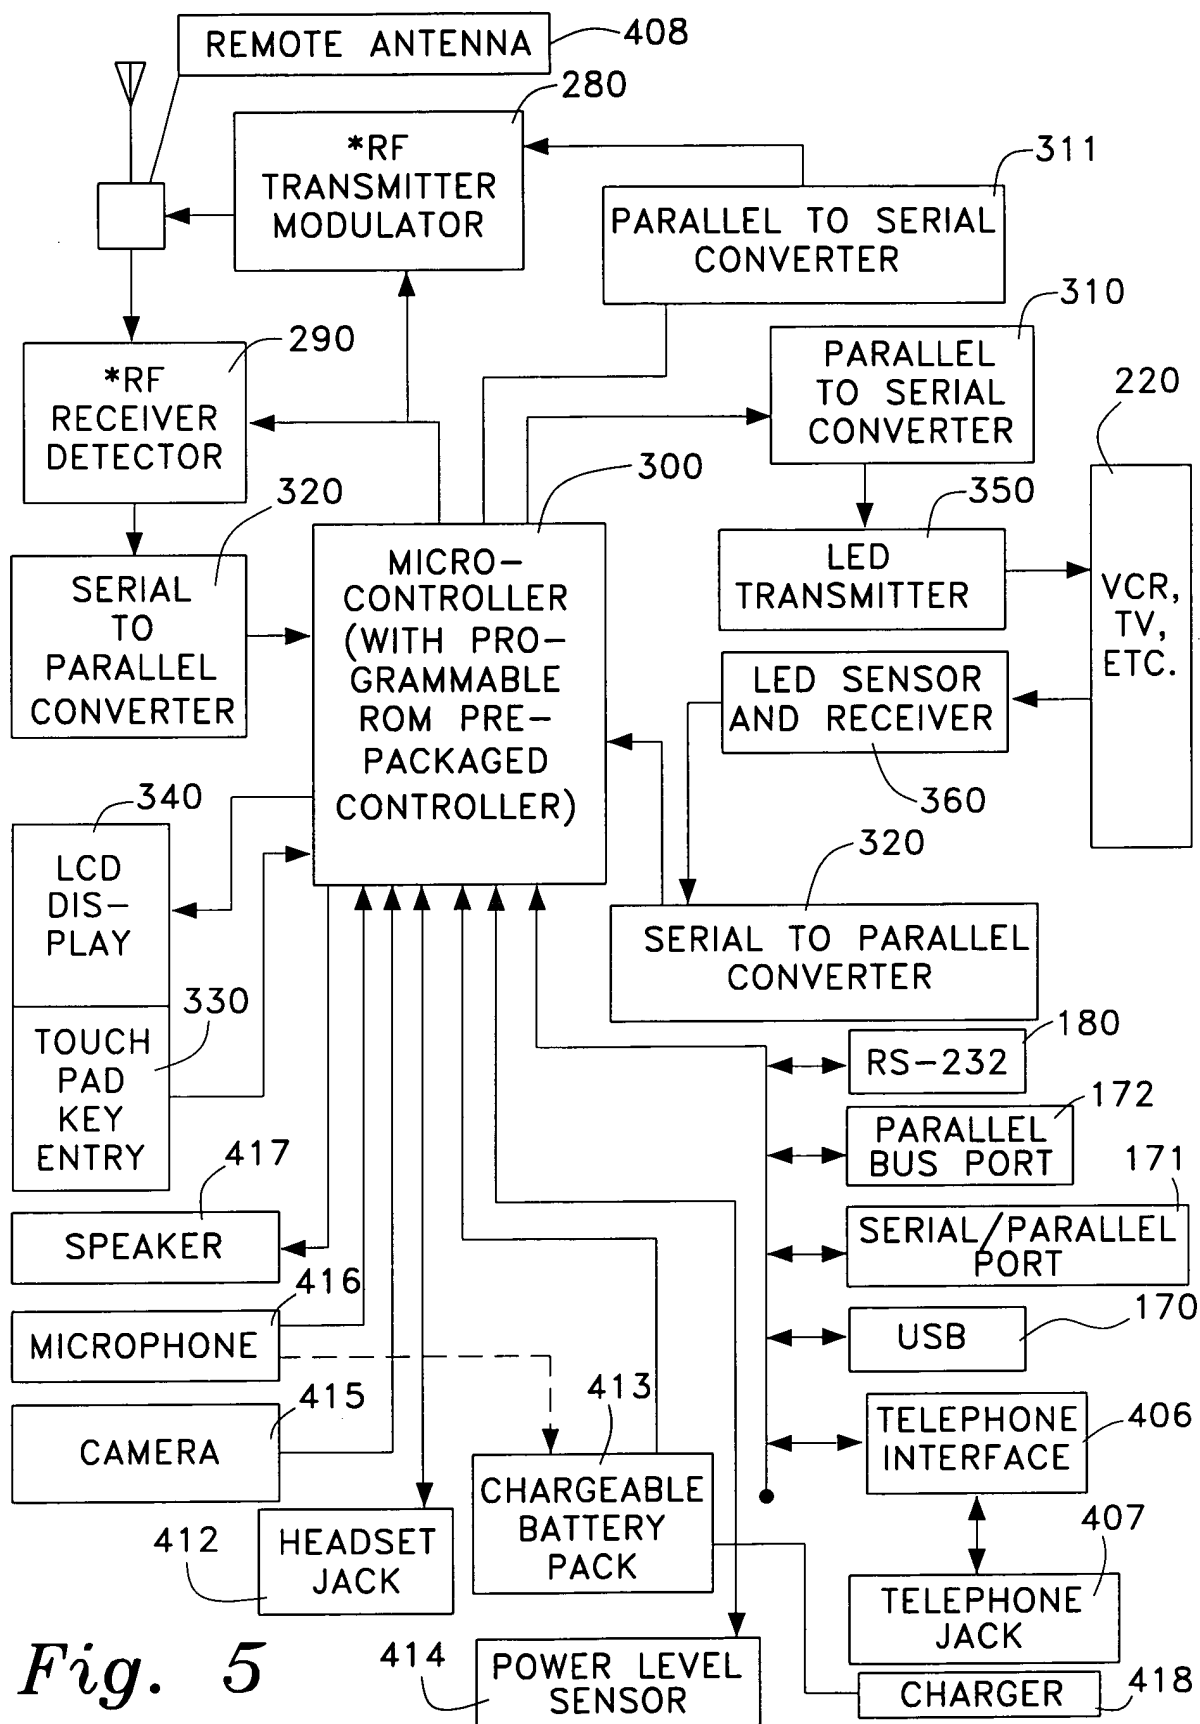 REMOTE ANTENNA
408
280
*RF
TRANSMITTER
MODULATOR
311
PARALLEL TO SERIAL
CONVERTER
310
PARALLEL
TO SERIAL
CONVERTER
290
*RF
RECEIVER
DETECTOR
220
VCR,
TV,
ETC.
320
SERIAL
TO
PARALLEL
CONVERTER
300
MICRO-
CONTROLLER
(WITH PRO-
GRAMMABLE
ROM PRE-
PACKAGED
CONTROLLER)
350
LED
TRANSMITTER
LED SENSOR
AND RECEIVER
360
340
LCD
DIS-
PLAY
320
SERIAL TO PARALLEL
CONVERTER
330
TOUCH
PAD
KEY
ENTRY
180
RS-232
172
PARALLEL
BUS PORT
171
SERIAL/PARALLEL
PORT
417
SPEAKER
416
MICROPHONE
USB
170
415
CAMERA
413
CHARGEABLE
BATTERY
PACK
TELEPHONE
INTERFACE
406
412
HEADSET
JACK
407
TELEPHONE
JACK
414
POWER LEVEL
SENSOR
CHARGER
418
Fig. 5